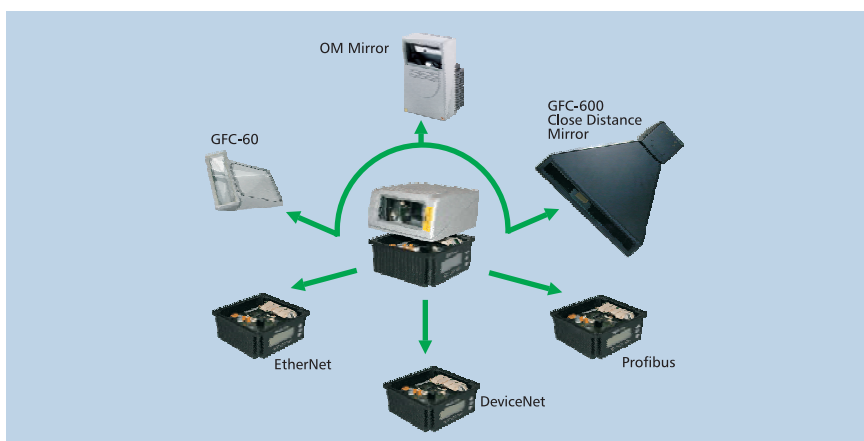 OM Mirror
GFC-600
Close Distance
Mirror
GFC-60
EtherNet
Profibus
DeviceNet